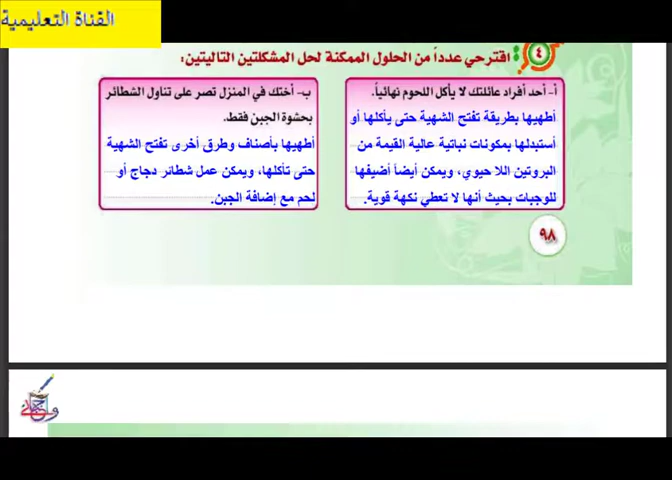 القناة التعليمية
٤ اقترحي عدداً من الحلول الممكنة لحل المشكلتين التاليتين:
أ- أحد أفراد عائلتك لا يأكل اللحوم نهائياً.
أطهيها بطريقة تفتح الشهية حتى يأكلها أو
أستبدلها بمكونات نباتية عالية القيمة من
البروتين اللا حيوي، ويمكن أيضاً أضيفها
للوجبات بحيث أنها لا تعطي نكهة قوية.
ب- أختك في المنزل تصر على تناول الشطائر
بحشوة الجبن فقط.
أطهيها بأصناف وطرق أخرى تفتح الشهية
حتى تأكلها، ويمكن عمل شطائر دجاج أو
لحم مع إضافة الجبن.
٩٨